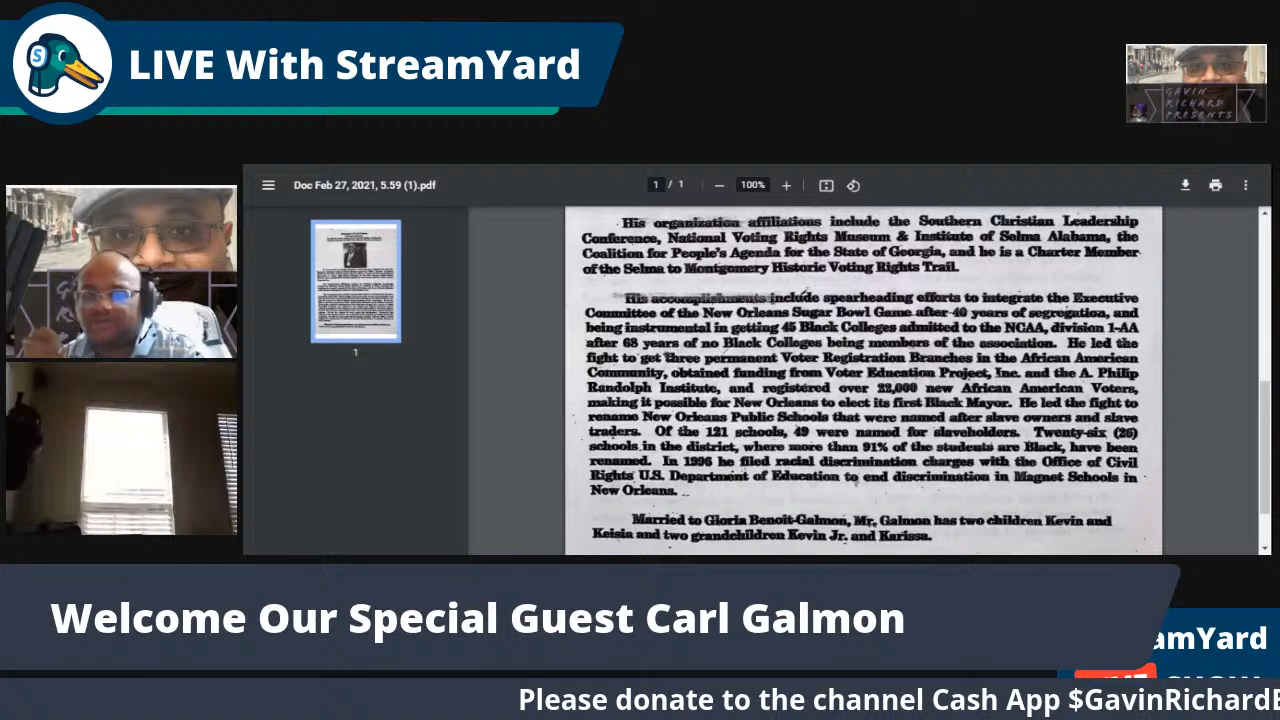 LIVE With StreamYard
GAVIN
RICHARD
PRESENTS
Doc Feb 27, 2021, 5.59 (1).pdf
1 / 1
100%
1
His organization affiliations include the Southern Christian Leadership
Conference, National Voting Rights Museum & Institute of Selma Alabama, the
Coalition for People's Agenda for the State of Georgia, and he is a Charter Member
of the Selma to Montgomery Historic Voting Rights Trail.
His accomplishments include spearheading efforts to integrate the Executive
Committee of the New Orleans Sugar Bowl Game after 40 years of segregation, and
being instrumental in getting 45 Black Colleges admitted to the NCAA, division 1-AA
after 68 years of no Black Colleges being members of the association. He led the
fight to get three permanent Voter Registration Branches in the African American
Community, obtained funding from Voter Education Project, Inc. and the A. Philip
Randolph Institute, and registered over 22,000 new African American Voters,
making it possible for New Orleans to elect its first Black Mayor. He led the fight to
rename New Orleans Public Schools that were named after slave owners and slave
traders. Of the 121 schools, 49 were named for slaveholders. Twenty-six (26)
schools in the district, where more than 91% of the students are Black, have been
renamed. In 1996 he filed racial discrimination charges with the Office of Civil
Rights U.S. Department of Education to end discrimination in Magnet Schools in
New Orleans.
Married to Gloria Benoit-Galmon, Mr. Galmon has two children Kevin and
Keisia and two grandchildren Kevin Jr. and Karissa.
Welcome Our Special Guest Carl Galmon
amYard
Please donate to the channel Cash App $GavinRichardE